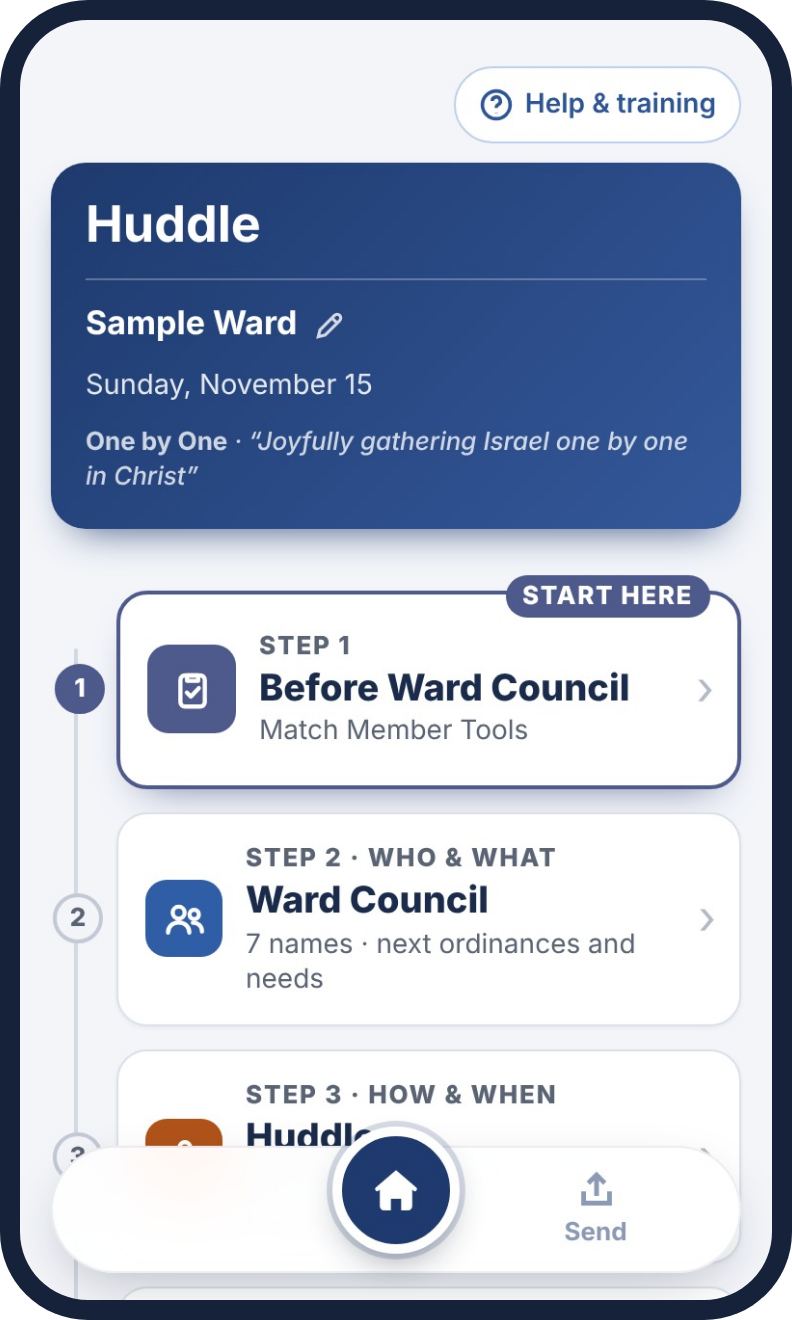 Help & training
Huddle
Sample Ward
Sunday, November 15
One by One · “Joyfully gathering Israel one by one
in Christ”
START HERE
STEP 1
1
Before Ward Council
Match Member Tools
STEP 2 · WHO & WHAT
Ward Council
2
7 names · next ordinances and
needs
STEP 3 · HOW & WHEN
Huddle
3
Send